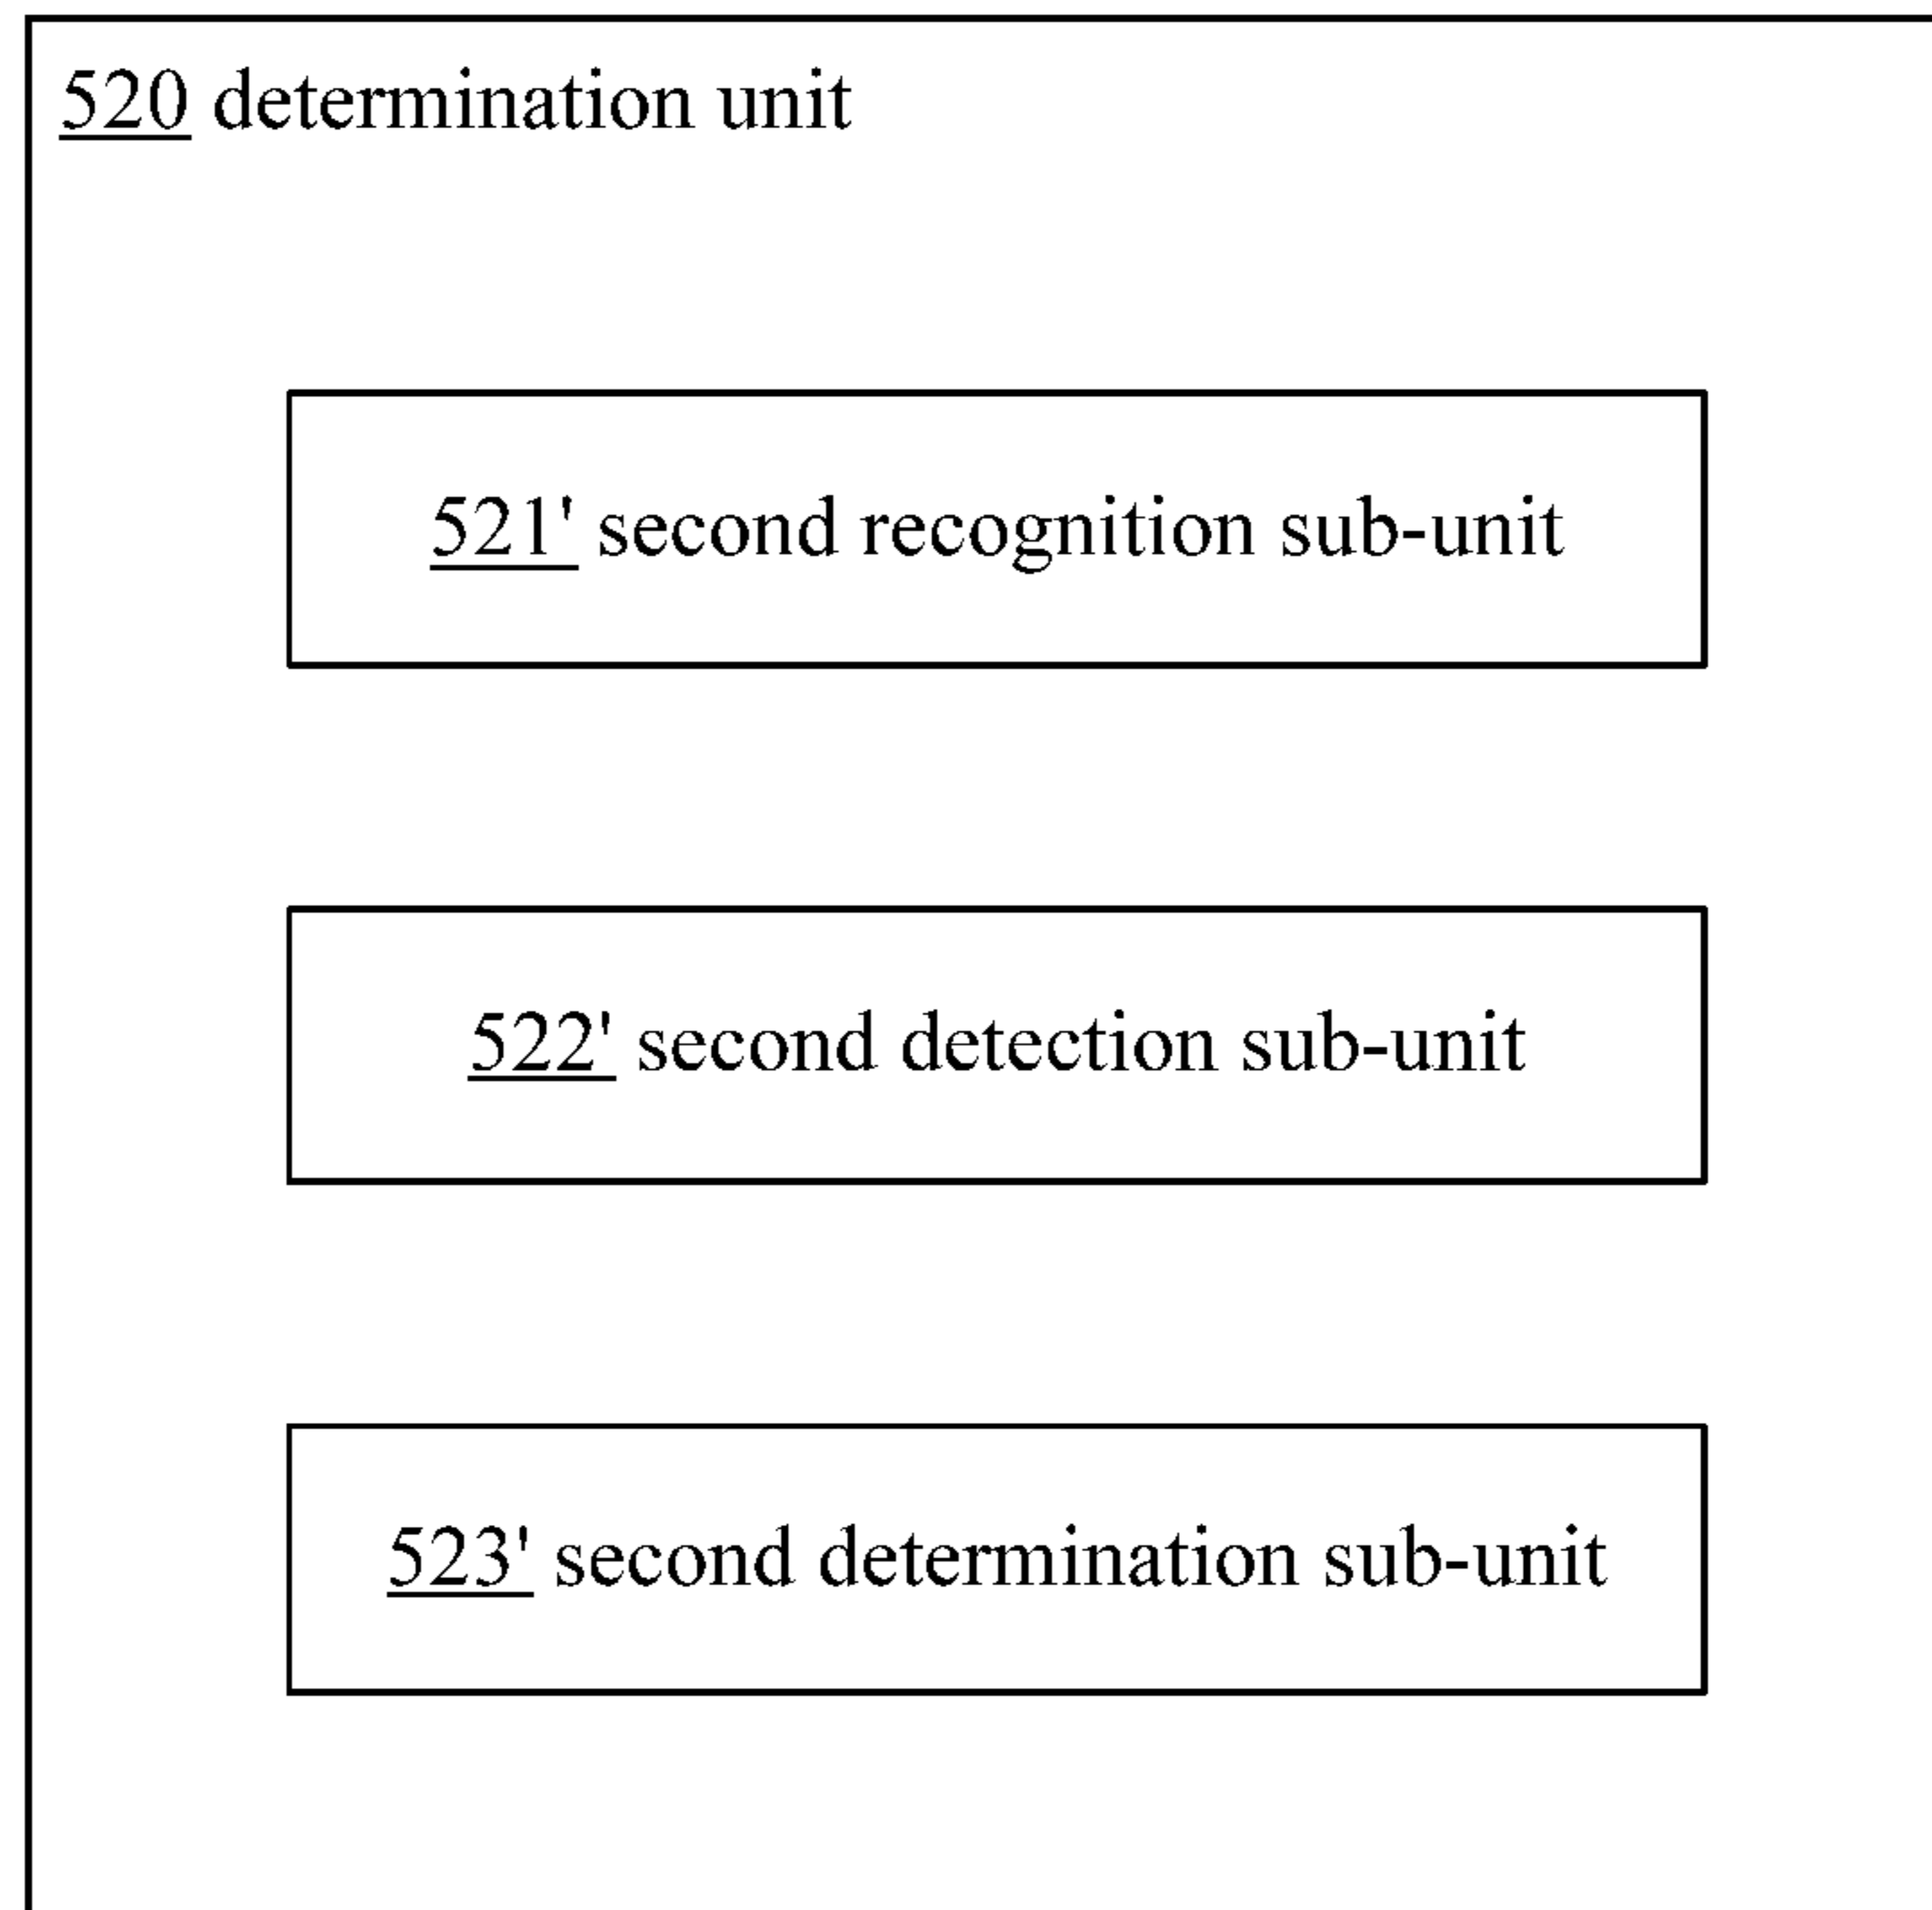 520 determination unit
521' second recognition sub-unit
522' second detection sub-unit
523' second determination sub-unit